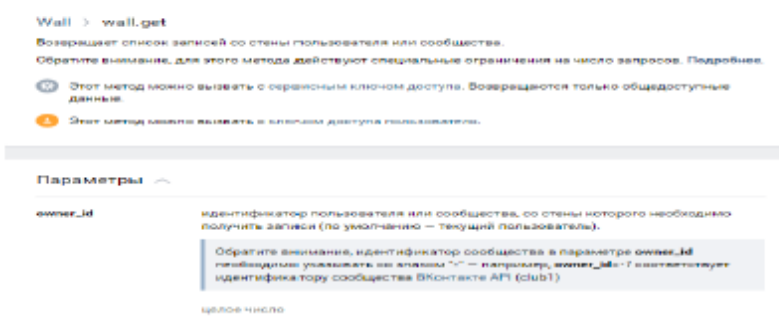 Wall > wall.get
Возвращает список записей со стены пользователя или сообщества.
Обратите внимание, для этого метода действуют специальные ограничения на число запросов. Подробнее.
Этот метод можно вызвать с сервисным ключом доступа. Возвращаются только общедоступные
данные.
Этот метод можно вызвать с ключом доступа пользователя.
Параметры
owner_id
идентификатор пользователя или сообщества, со стены которого необходимо
получить записи (по умолчанию — текущий пользователь).
Обратите внимание, идентификатор сообщества в параметре owner_id
необходимо указывать со знаком "-" — например, owner_id=-1 соответствует
идентификатору сообщества ВКонтакте API (club1)
целое число